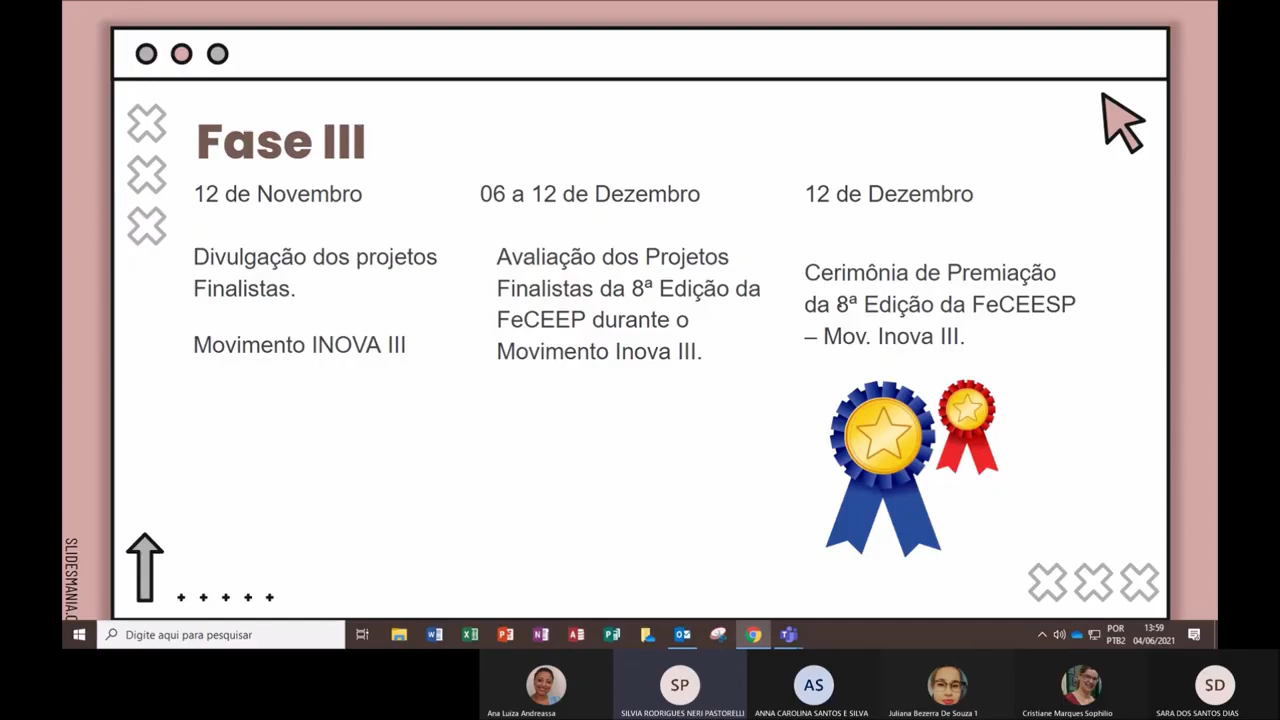 Fase III
12 de Novembro
Divulgação dos projetos
Finalistas.
Movimento INOVA III
06 a 12 de Dezembro
Avaliação dos Projetos
Finalistas da 8ª Edição da
FeCEEP durante o
Movimento Inova III.
12 de Dezembro
Cerimônia de Premiação
da 8ª Edição da FeCEESP
– Mov. Inova III.
SLIDESMANIA.C
Digite aqui para pesquisar
POR
PTB2
13:59
04/06/2021
Ana Luiza Andreassa
SP
SILVIA RODRIGUES NERI PASTORELLI
AS
ANNA CAROLINA SANTOS E SILVA
Juliana Bezerra De Souza 1
Cristiane Marques Sophilio
SD
SARA DOS SANTOS DIAS